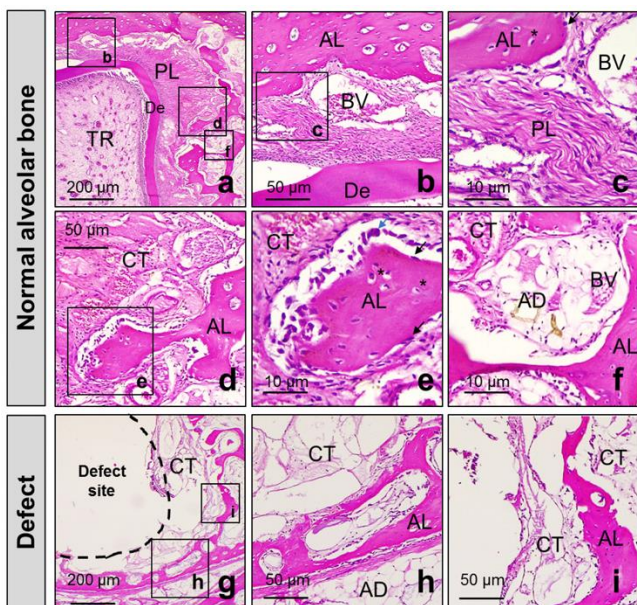 Normal alveolar bone
b
PL
De
d
f
TR
200 µm
a
AL
BV
c
De
50 µm
b
AL
*
BV
PL
10 µm
c
50 µm
CT
AL
e
d
CT
*
*
AL
10 µm
e
CT
BV
AD
AL
10 µm
f
Defect
Defect
site
CT
i
h
200 µm
g
CT
AL
AD
50 µm
h
CT
AL
CT
50 µm
i